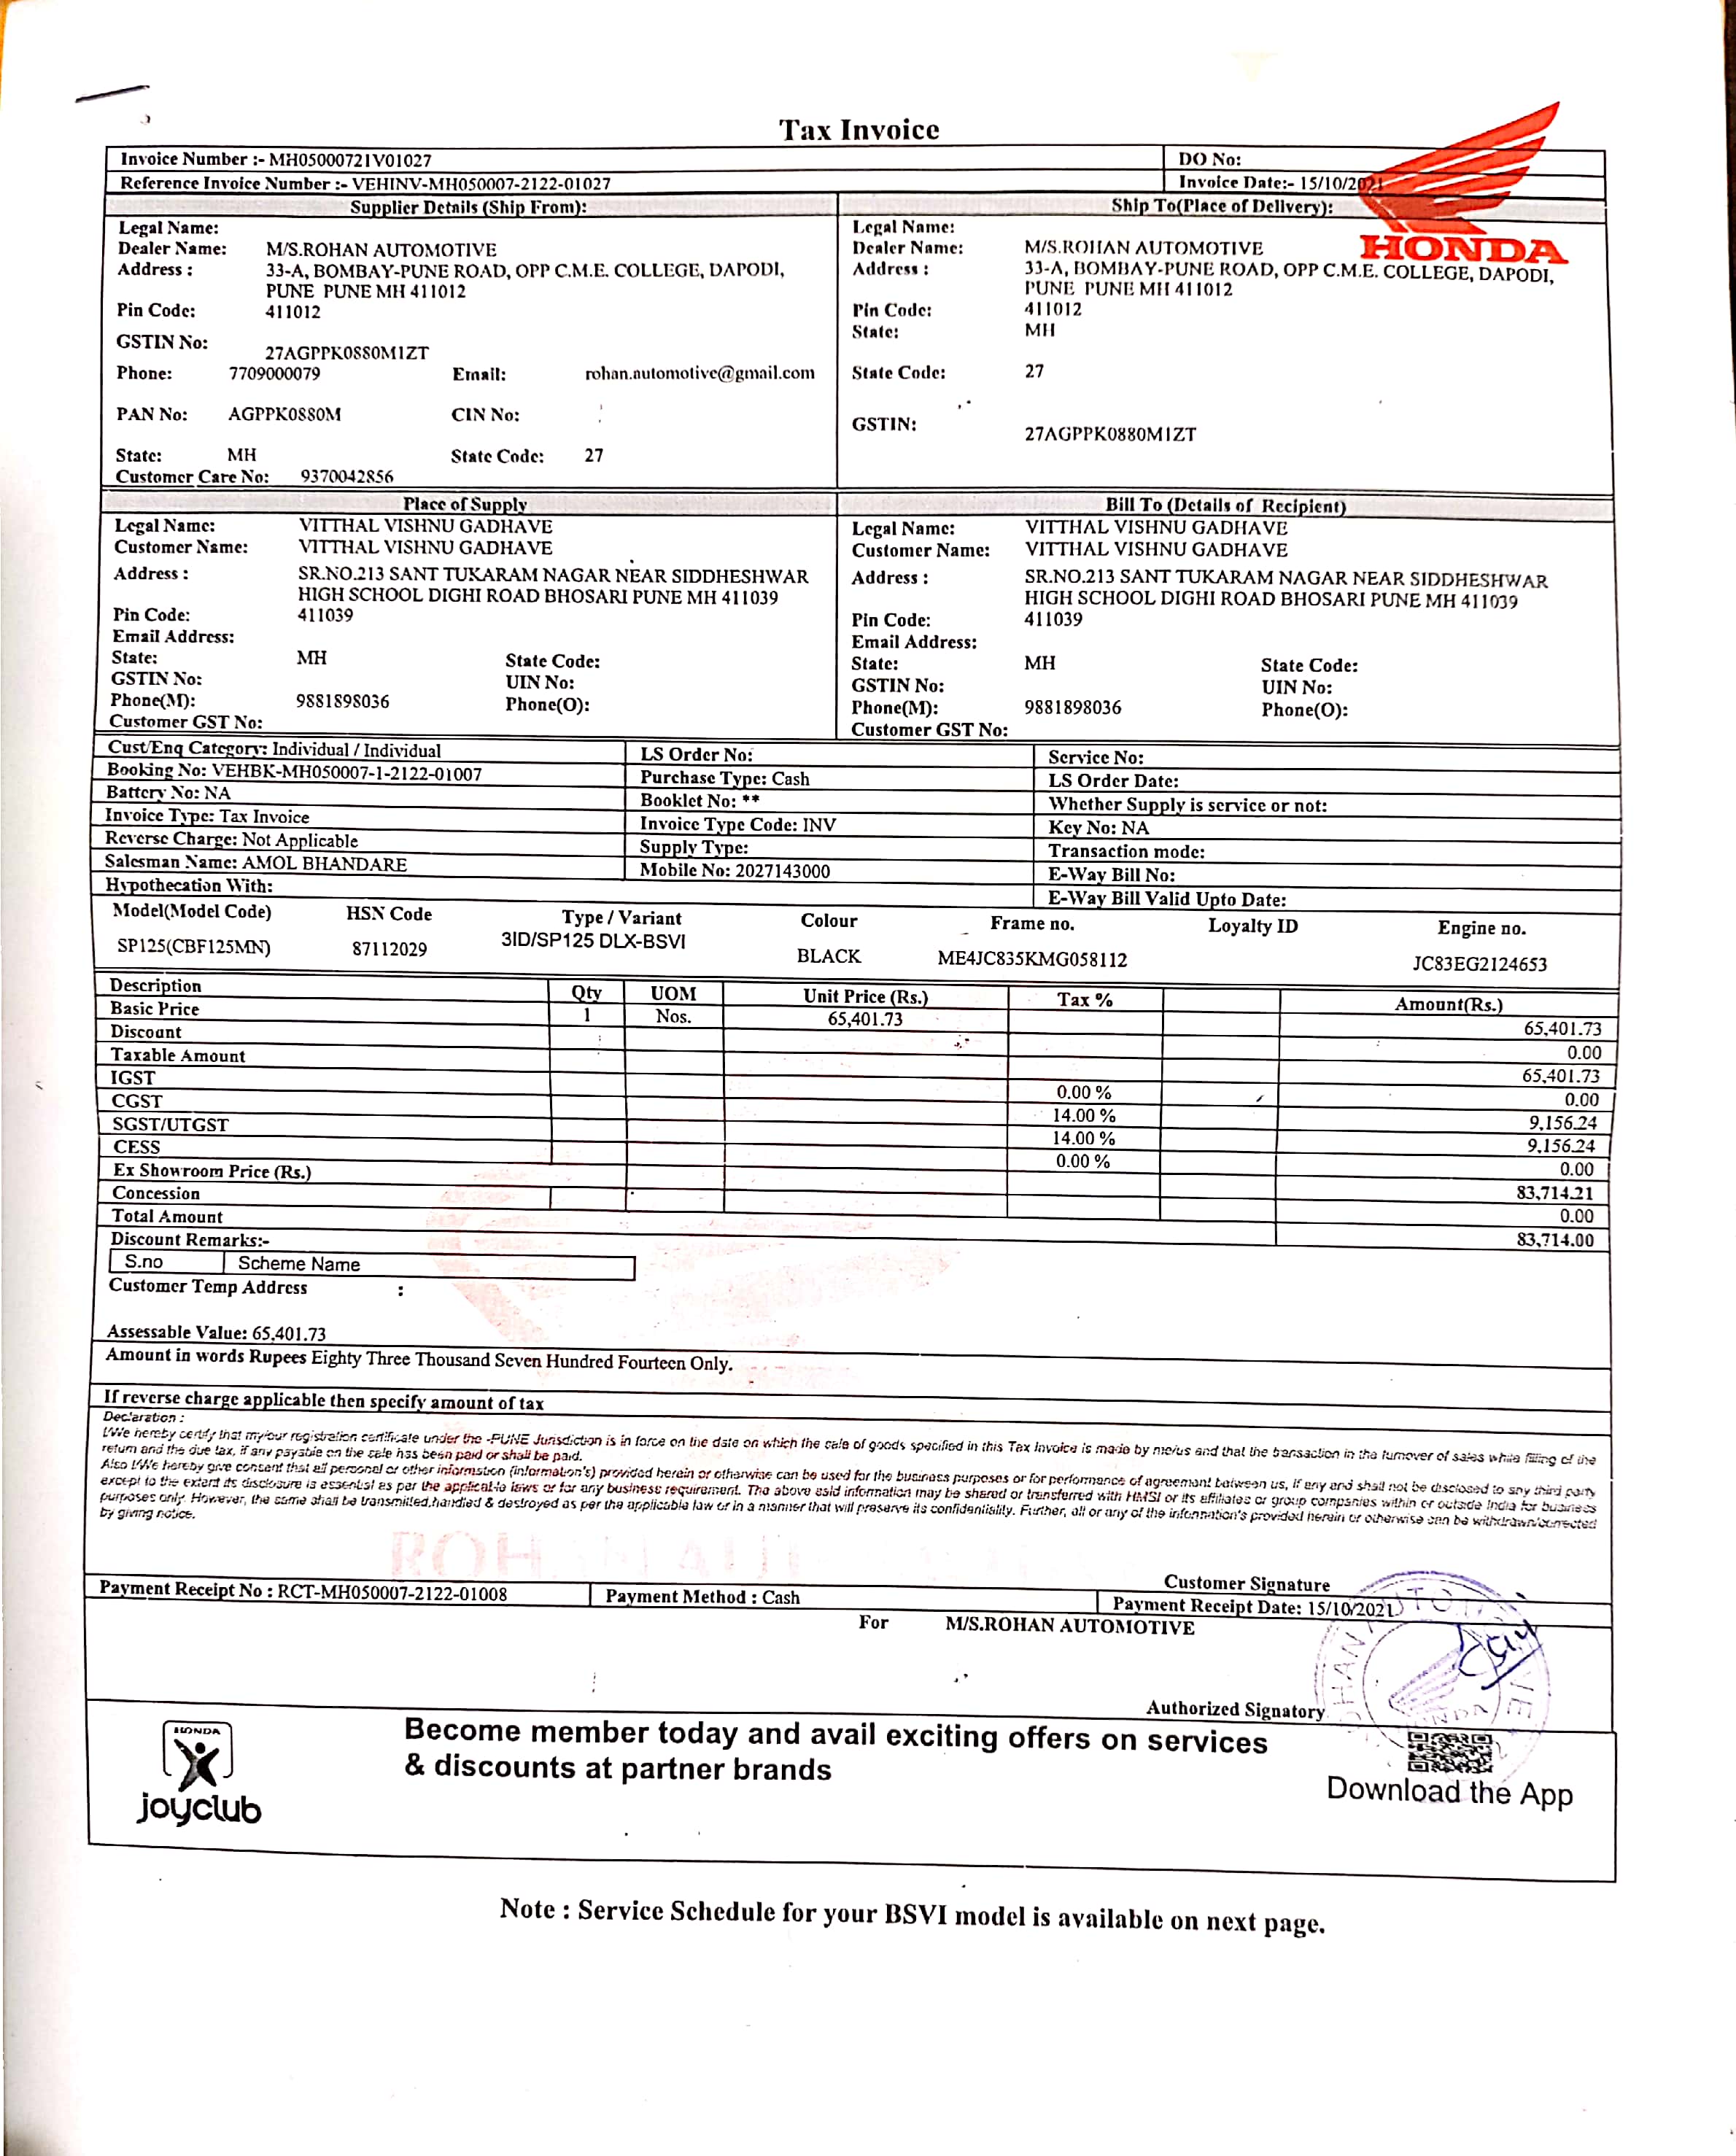 Tax Invoice
HONDA
Invoice Number :- MH05000721V01027
DO No:
Reference Invoice Number :- VEHINV-MH050007-2122-01027
Invoice Date:- 15/10/2021
Supplier Details (Ship From):
Legal Name:
Dealer Name: M/S.ROHAN AUTOMOTIVE
Address : 33-A, BOMBAY-PUNE ROAD, OPP C.M.E. COLLEGE, DAPODI,
PUNE PUNE MH 411012
Pin Code: 411012
GSTIN No: 27AGPPK0880M1ZT
Phone: 7709000079 Email: rohan.automotive@gmail.com
PAN No: AGPPK0880M CIN No:
State: MH State Code: 27
Customer Care No: 9370042856
Ship To(Place of Delivery):
Legal Name:
Dealer Name: M/S.ROHAN AUTOMOTIVE
Address : 33-A, BOMBAY-PUNE ROAD, OPP C.M.E. COLLEGE, DAPODI,
PUNE PUNE MH 411012
Pin Code: 411012
State: MH
State Code: 27
GSTIN: 27AGPPK0880M1ZT
Place of Supply
Legal Name: VITTHAL VISHNU GADHAVE
Customer Name: VITTHAL VISHNU GADHAVE
Address : SR.NO.213 SANT TUKARAM NAGAR NEAR SIDDHESHWAR
HIGH SCHOOL DIGHI ROAD BHOSARI PUNE MH 411039
Pin Code: 411039
Email Address:
State: MH State Code:
GSTIN No: UIN No:
Phone(M): 9881898036 Phone(O):
Customer GST No:
Bill To (Details of Recipient)
Legal Name: VITTHAL VISHNU GADHAVE
Customer Name: VITTHAL VISHNU GADHAVE
Address : SR.NO.213 SANT TUKARAM NAGAR NEAR SIDDHESHWAR
HIGH SCHOOL DIGHI ROAD BHOSARI PUNE MH 411039
Pin Code: 411039
Email Address:
State: MH State Code:
GSTIN No: UIN No:
Phone(M): 9881898036 Phone(O):
Customer GST No:
Cust/Enq Category: Individual / Individual LS Order No: Service No:
Booking No: VEHBK-MH050007-1-2122-01007 Purchase Type: Cash LS Order Date:
Battery No: NA Booklet No: ** Whether Supply is service or not:
Invoice Type: Tax Invoice Invoice Type Code: INV Key No: NA
Reverse Charge: Not Applicable Supply Type: Transaction mode:
Salesman Name: AMOL BHANDARE Mobile No: 2027143000 E-Way Bill No:
Hypothecation With: E-Way Bill Valid Upto Date:
Model(Model Code) HSN Code Type / Variant Colour Frame no. Loyalty ID Engine no.
SP125(CBF125MN) 87112029 3ID/SP125 DLX-BSVI BLACK ME4JC835KMG058112 JC83EG2124653
Description Qty UOM Unit Price (Rs.) Tax % Amount(Rs.)
Basic Price 1 Nos. 65,401.73 65,401.73
Discount 0.00
Taxable Amount 65,401.73
IGST 0.00 % 0.00
CGST 14.00 % 9,156.24
SGST/UTGST 14.00 % 9,156.24
CESS 0.00 % 0.00
Ex Showroom Price (Rs.) 83,714.21
Concession 0.00
Total Amount 83,714.00
Discount Remarks:-
S.no Scheme Name
Customer Temp Address :
Assessable Value: 65,401.73
Amount in words Rupees Eighty Three Thousand Seven Hundred Fourteen Only.
If reverse charge applicable then specify amount of tax
Declaration :
I/We hereby certify that my/our registration certificate under the -PUNE Jurisdiction is in force on the date on which the sale of goods specified in this Tax Invoice is made by me/us and that the transaction in the turnover of sales while filling of the
return and the due tax, if any payable on the sale has been paid or shall be paid.
Also I/We hereby give concent that all personal or other information (information's) provided herein or otherwise can be used for the business purposes or for performance of agreement between us, if any and shall not be disclosed to any third party
except to the extent its disclosure is essential as per the applicable laws or for any business requirement. The above said information may be shared or transferred with HMSI or its affiliates or group companies within or outside India for business
purposes only. However, the same shall be transmitted,handled & destroyed as per the applicable law or in a manner that will preserve its confidentiality. Further, all or any of the information's provided herein or otherwise can be withdrawn/corrected
by giving notice.
Customer Signature
Payment Receipt No : RCT-MH050007-2122-01008 Payment Method : Cash Payment Receipt Date: 15/10/2021
For M/S.ROHAN AUTOMOTIVE
Authorized Signatory
HONDA
joyclub
Become member today and avail exciting offers on services
& discounts at partner brands
Download the App
Note : Service Schedule for your BSVI model is available on next page.